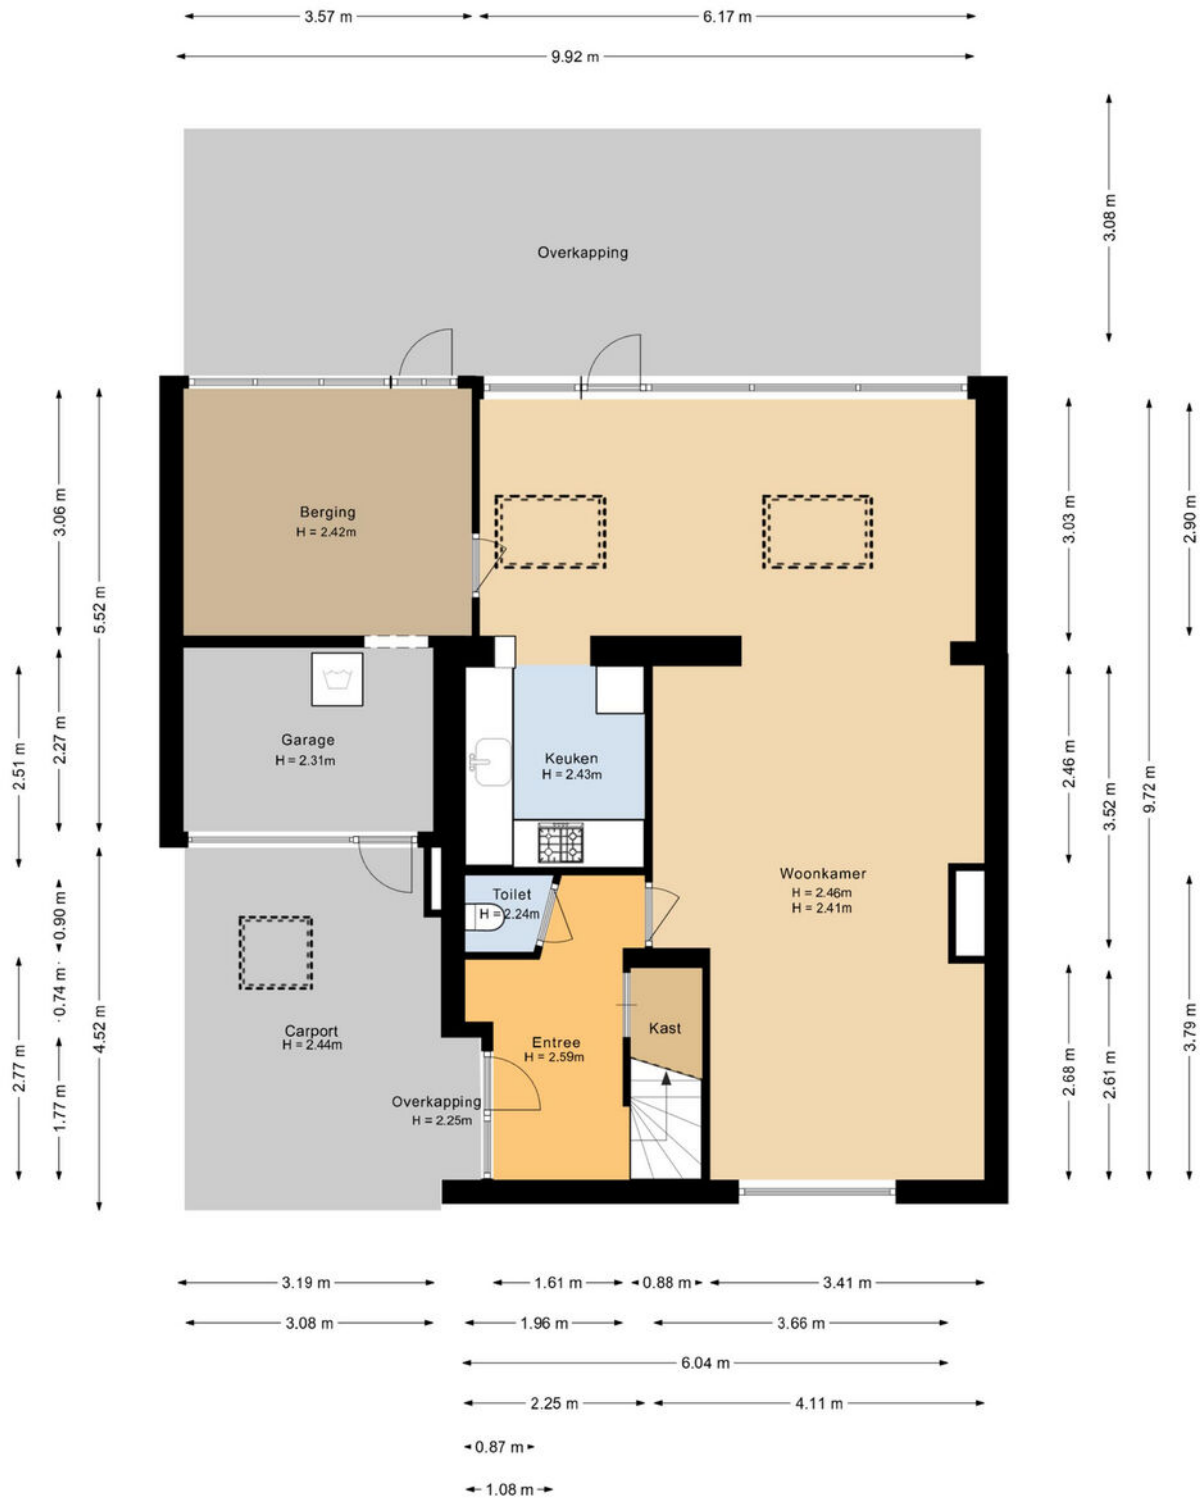 3.57 m
6.17 m
9.92 m
3.08 m
Overkapping
3.06 m
5.52 m
Berging
H = 2.42m
3.03 m
2.90 m
2.51 m
2.27 m
Garage
H = 2.31m
Keuken
H = 2.43m
2.46 m
3.52 m
9.72 m
Woonkamer
H = 2.46m
H = 2.41m
Toilet
H = 2.24m
0.90 m
0.74 m
1.77 m
2.77 m
4.52 m
Carport
H = 2.44m
Kast
Entree
H = 2.59m
Overkapping
H = 2.25m
2.68 m
2.61 m
3.79 m
3.19 m
1.61 m
0.88 m
3.41 m
3.08 m
1.96 m
3.66 m
6.04 m
2.25 m
4.11 m
0.87 m
1.08 m